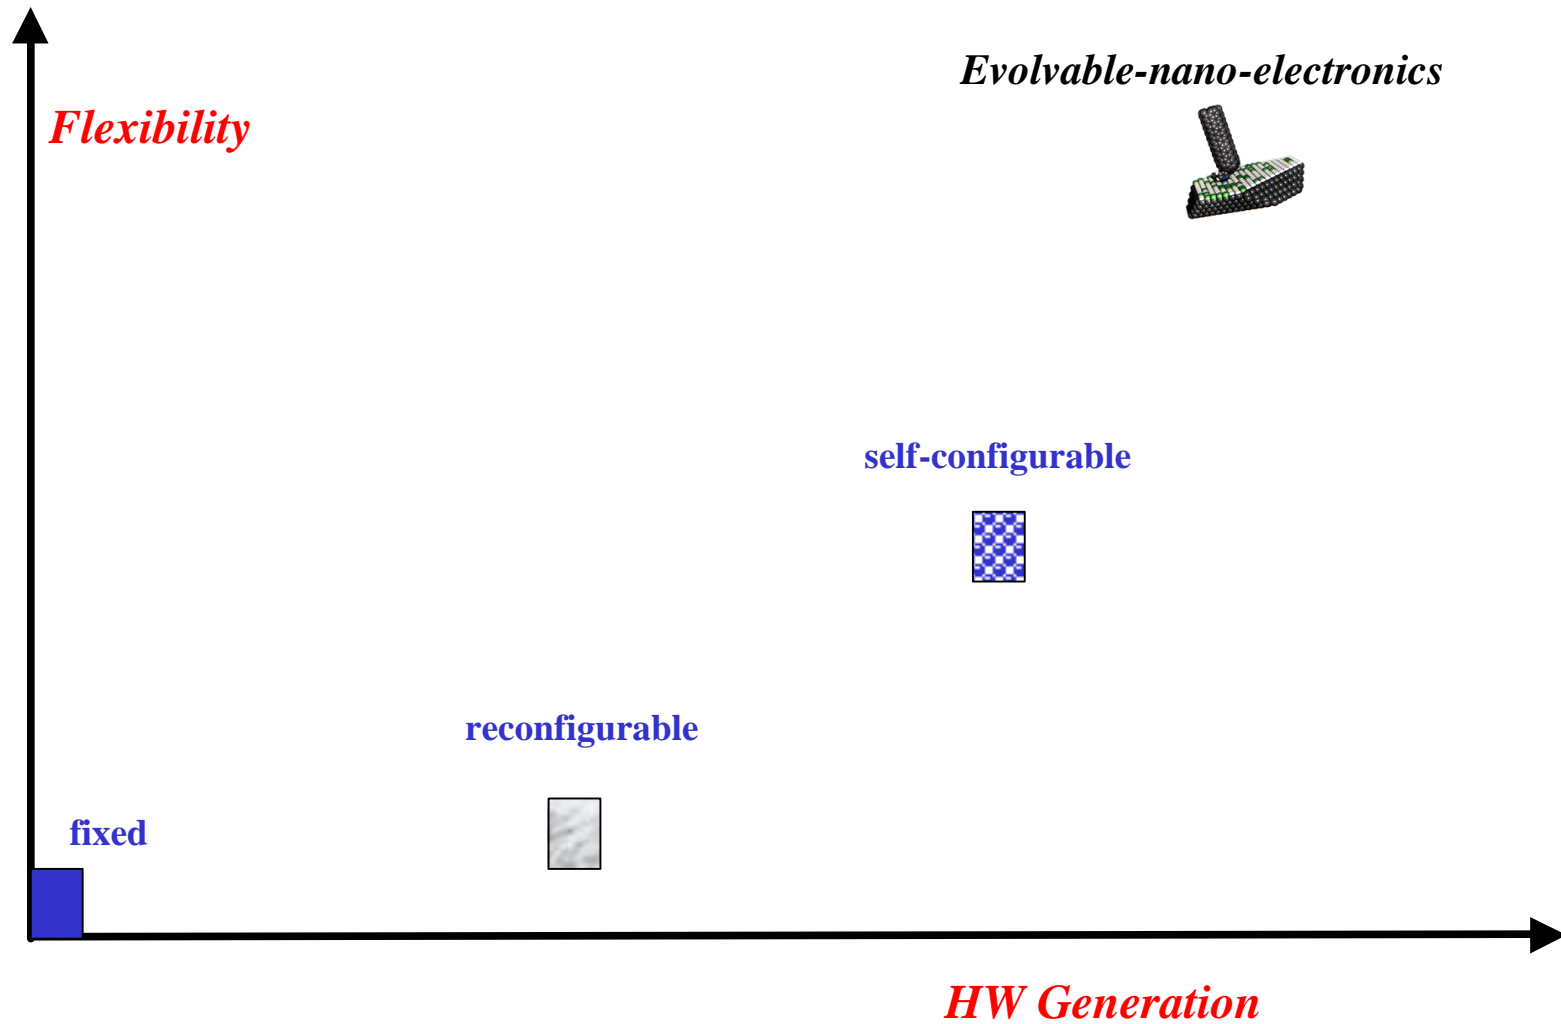 Evolvable-nano-electronics
Flexibility
self-configurable
reconfigurable
fixed
HW Generation